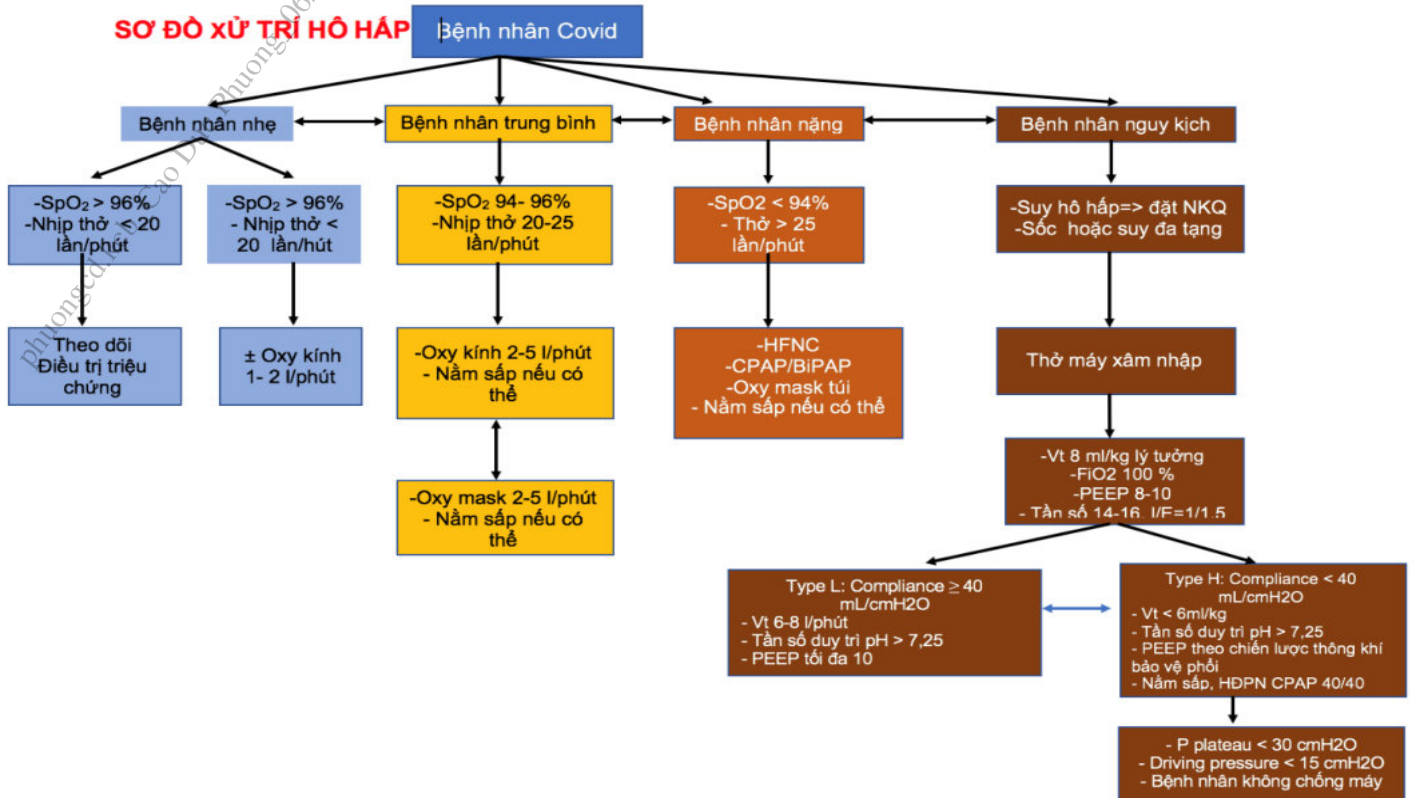 SƠ ĐỒ XỬ TRÍ HÔ HẤP
Bệnh nhân Covid
Bệnh nhân nhẹ
Bệnh nhân trung bình
Bệnh nhân nặng
Bệnh nhân nguy kịch
-SpO₂ > 96%
-Nhịp thở < 20
lần/phút
-SpO₂ > 96%
- Nhịp thở <
20 lần/hút
-SpO₂ 94- 96%
-Nhịp thở 20-25
lần/phút
-SpO2 < 94%
- Thở > 25
lần/phút
-Suy hô hấp=> đặt NKQ
-Sốc hoặc suy đa tạng
Theo dõi
Điều trị triệu
chứng
± Oxy kính
1- 2 l/phút
-Oxy kính 2-5 l/phút
- Nằm sấp nếu có
thể
-HFNC
-CPAP/BiPAP
-Oxy mask túi
- Nằm sấp nếu có thể
Thở máy xâm nhập
-Oxy mask 2-5 l/phút
- Nằm sấp nếu có
thể
-Vt 8 ml/kg lý tưởng
-FiO2 100 %
-PEEP 8-10
- Tần số 14-16, I/E=1/1.5
Type L: Compliance ≥ 40
mL/cmH2O
- Vt 6-8 l/phút
- Tần số duy trì pH > 7,25
- PEEP tối đa 10
Type H: Compliance < 40
mL/cmH2O
- Vt < 6ml/kg
- Tần số duy trì pH > 7,25
- PEEP theo chiến lược thông khí
bảo vệ phổi
- Nằm sấp, HĐPN CPAP 40/40
- P plateau < 30 cmH2O
- Driving pressure < 15 cmH2O
- Bệnh nhân không chống máy